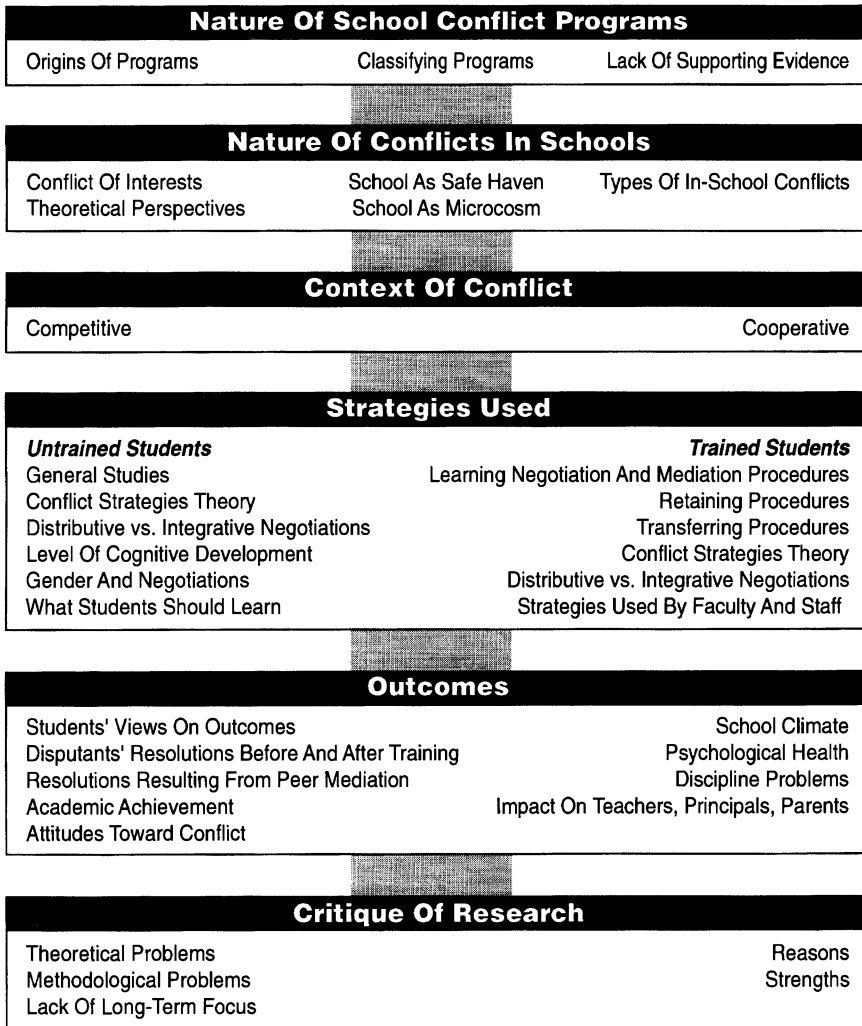 Nature Of School Conflict Programs
Origins Of Programs Classifying Programs Lack Of Supporting Evidence
Nature Of Conflicts In Schools
Conflict Of Interests School As Safe Haven Types Of In-School Conflicts
Theoretical Perspectives School As Microcosm
Context Of Conflict
Competitive Cooperative
Strategies Used
Untrained Students Trained Students
General Studies Learning Negotiation And Mediation Procedures
Conflict Strategies Theory Retaining Procedures
Distributive vs. Integrative Negotiations Transferring Procedures
Level Of Cognitive Development Conflict Strategies Theory
Gender And Negotiations Distributive vs. Integrative Negotiations
What Students Should Learn Strategies Used By Faculty And Staff
Outcomes
Students' Views On Outcomes School Climate
Disputants' Resolutions Before And After Training Psychological Health
Resolutions Resulting From Peer Mediation Discipline Problems
Academic Achievement Impact On Teachers, Principals, Parents
Attitudes Toward Conflict
Critique Of Research
Theoretical Problems Reasons
Methodological Problems Strengths
Lack Of Long-Term Focus